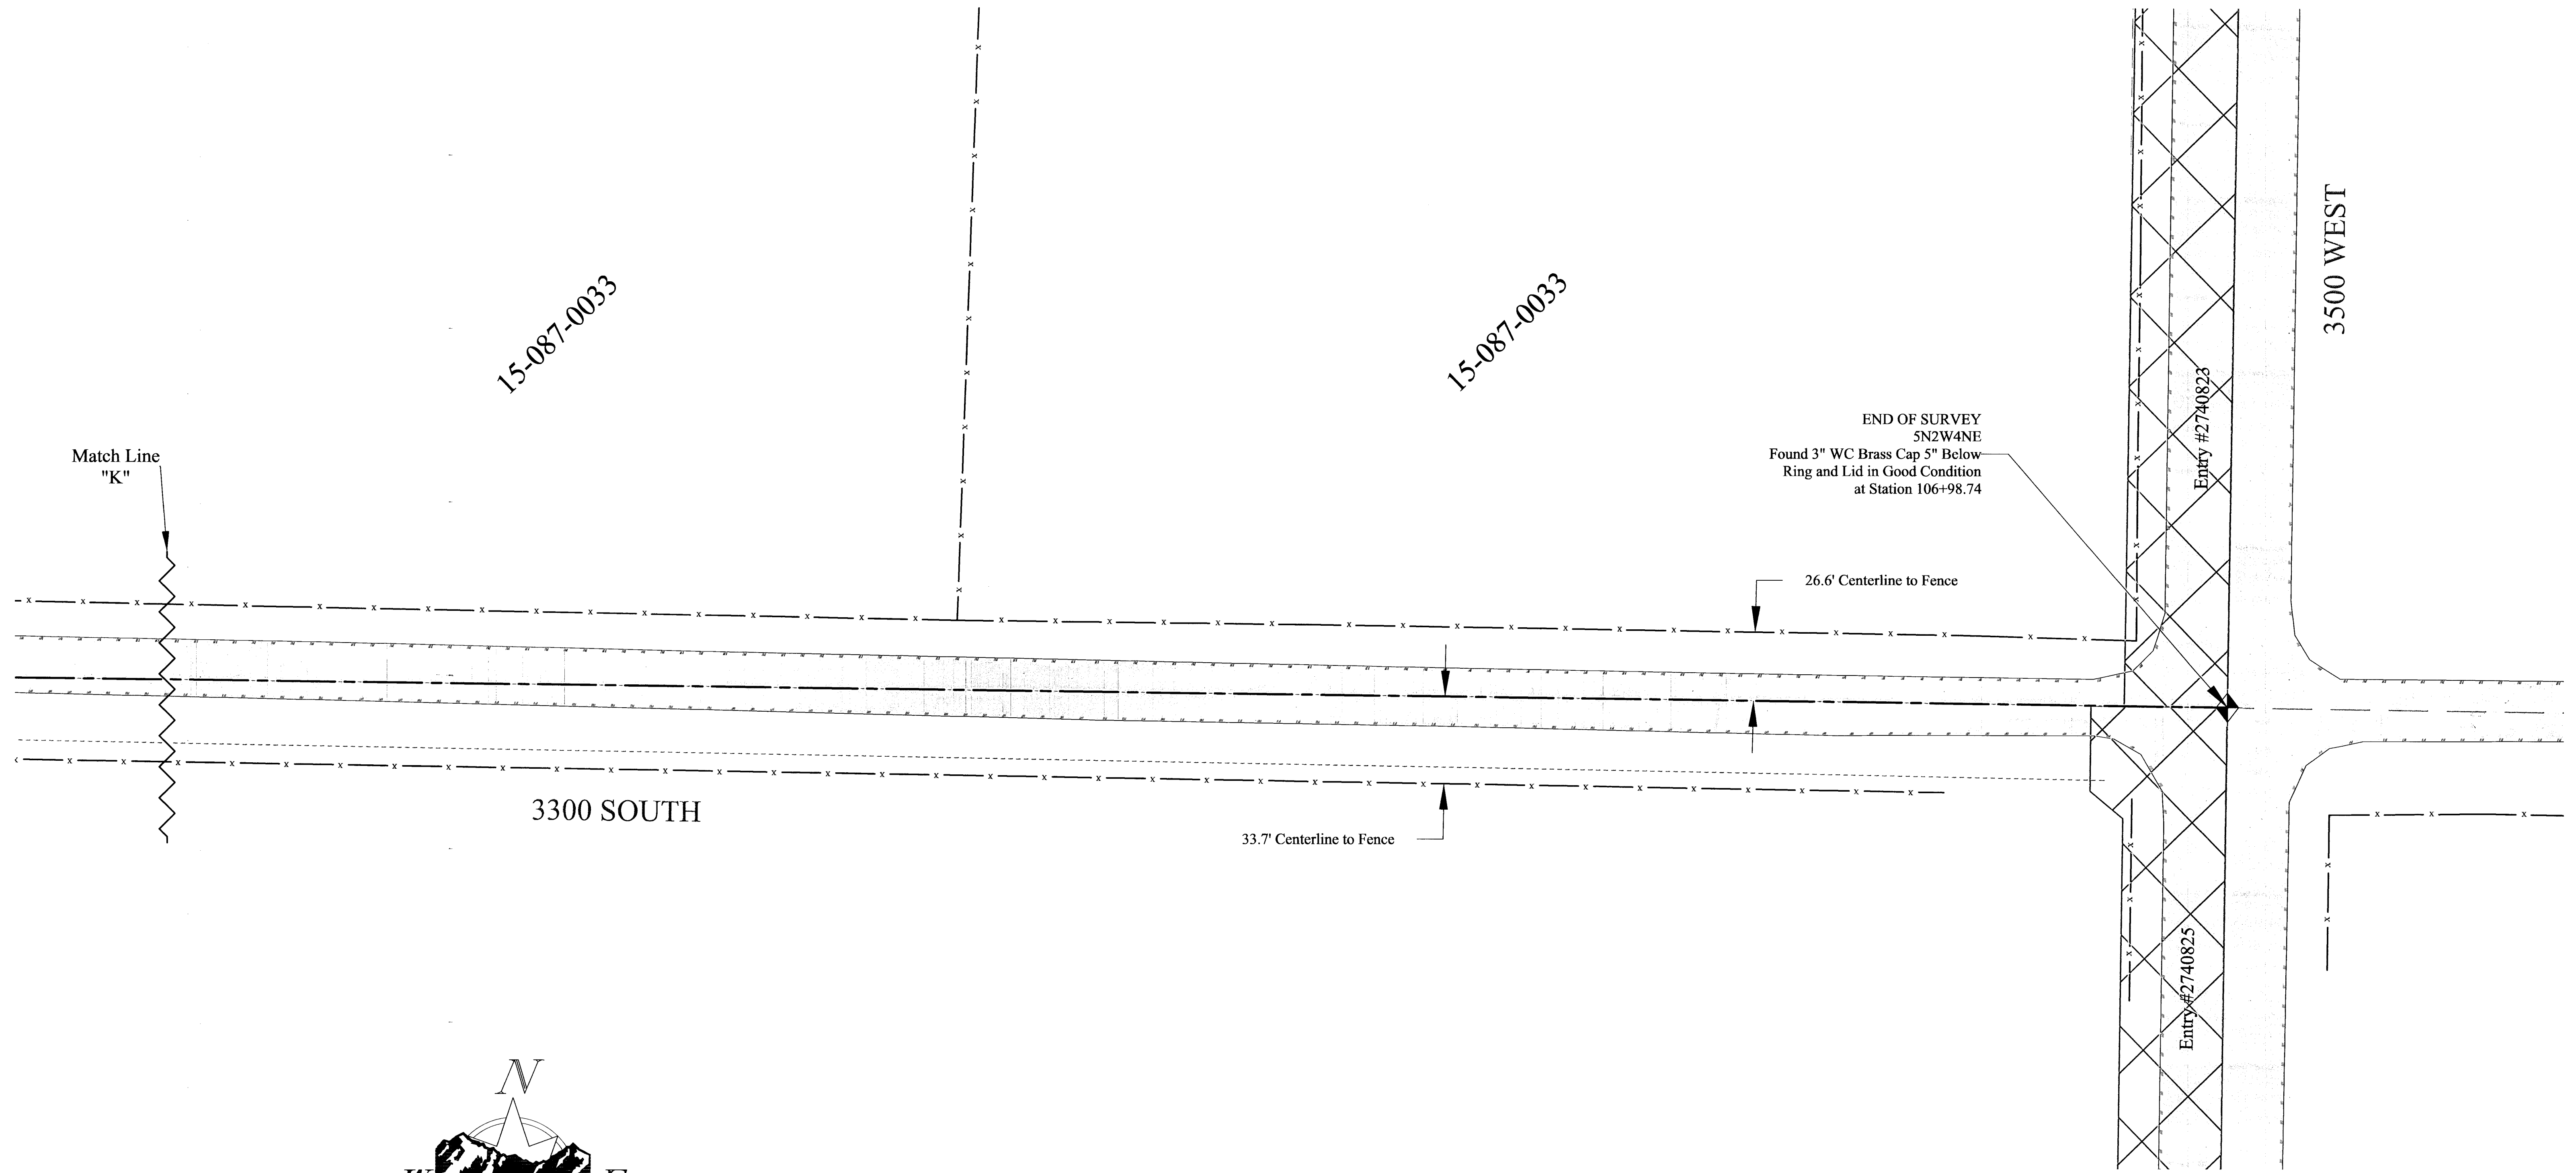 15-087-0033
15-087-0033
3500 WEST
Entry #2740823
Match Line
"K"
END OF SURVEY
5N2W4NE
Found 3" WC Brass Cap 5" Below
Ring and Lid in Good Condition
at Station 106+98.74
26.6' Centerline to Fence
3300 SOUTH
33.7' Centerline to Fence
Entry #2740825
N
W
E